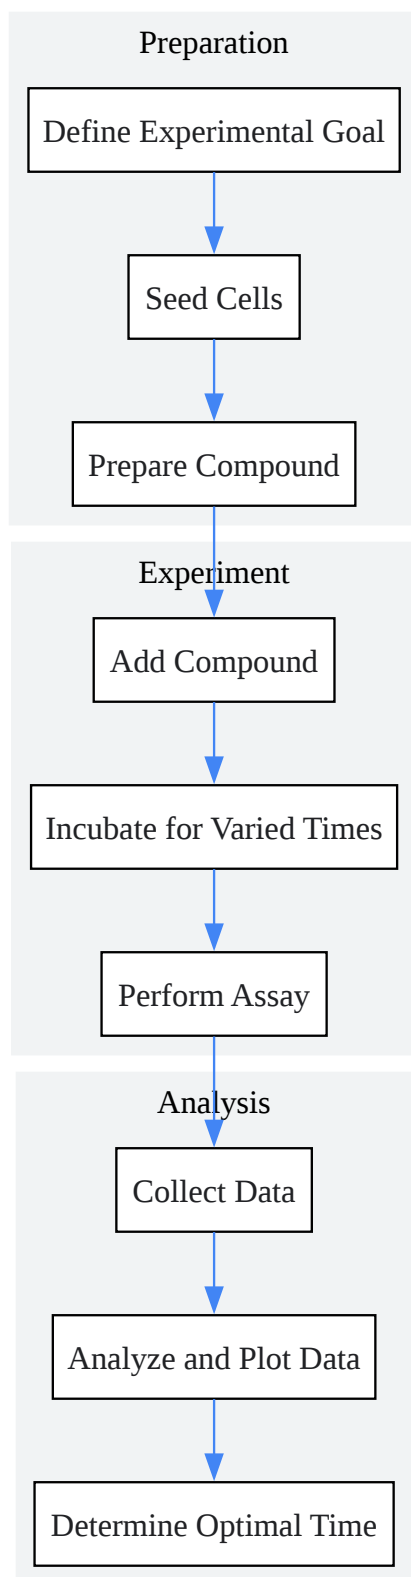 Preparation
Define Experimental Goal
Seed Cells
Prepare Compound
Experiment
Add Compound
Incubate for Varied Times
Perform Assay
Analysis
Collect Data
Analyze and Plot Data
Determine Optimal Time